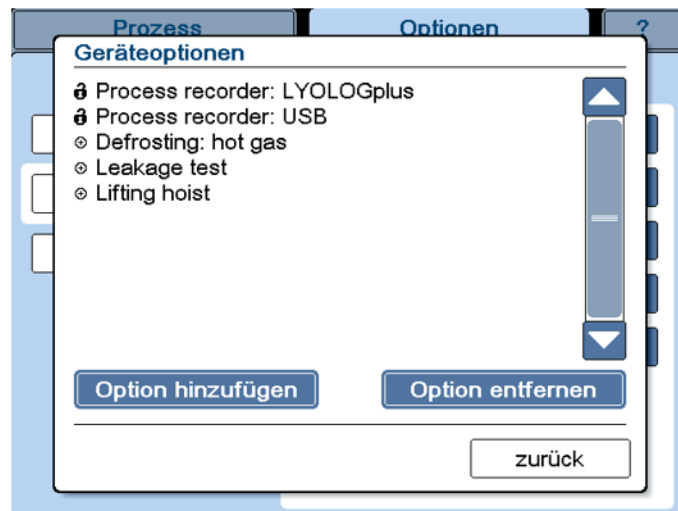 Prozess
Optionen
?
Geräteoptionen
Process recorder: LYOLOGplus
Process recorder: USB
Defrosting: hot gas
Leakage test
Lifting hoist
Option hinzufügen
Option entfernen
zurück